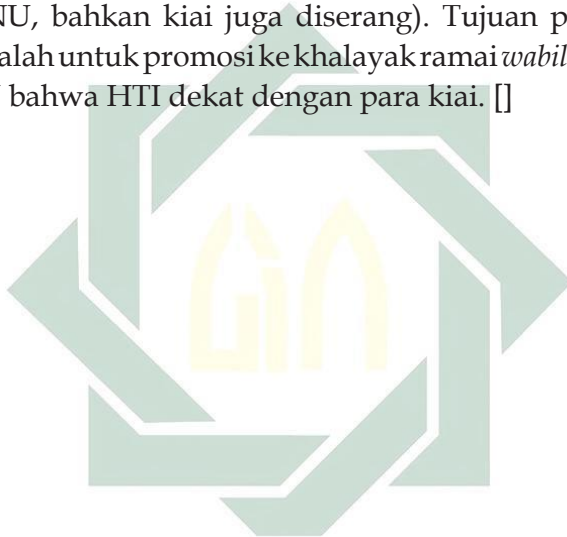 NU, bahkan kiai juga diserang). Tujuan p
alah untuk promosi ke khalayak ramai wabil
bahwa HTI dekat dengan para kiai. []